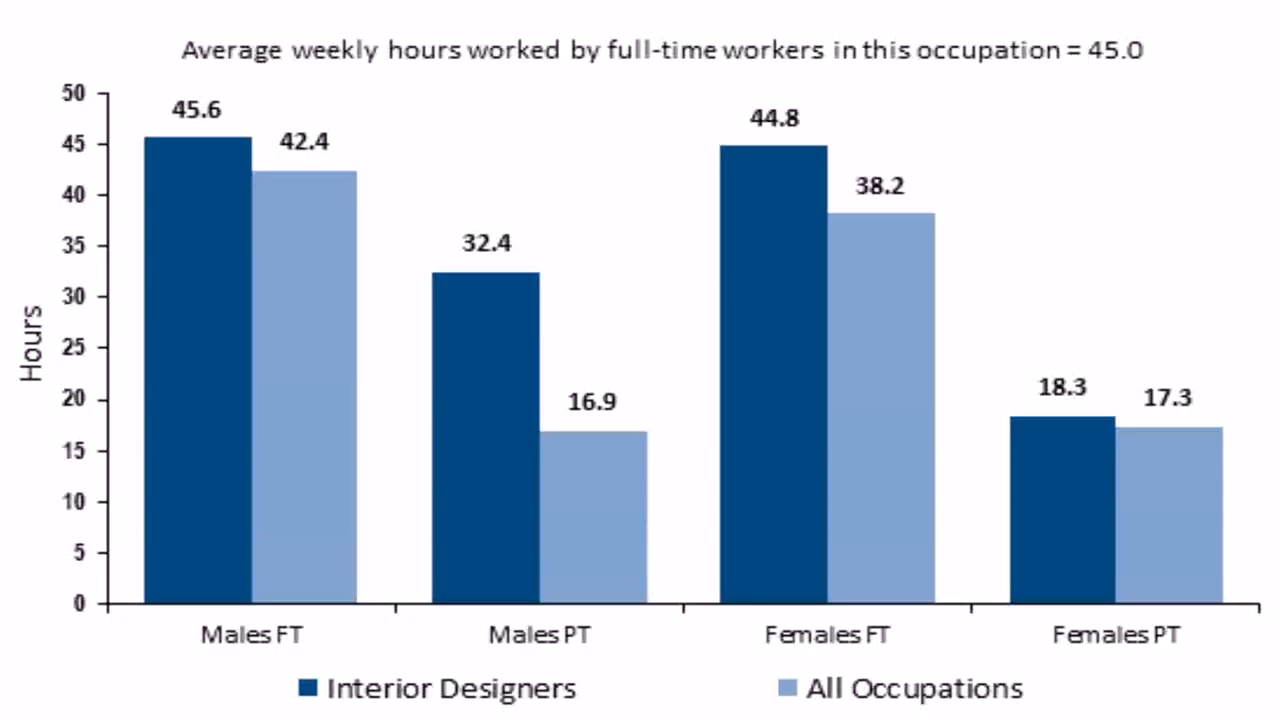 Average weekly hours worked by full-time workers in this occupation = 45.0
50
45
40
35
30
25
20
15
10
5
0
Hours
45.6
42.4
32.4
16.9
44.8
38.2
18.3
17.3
Males FT
Males PT
Females FT
Females PT
Interior Designers
All Occupations